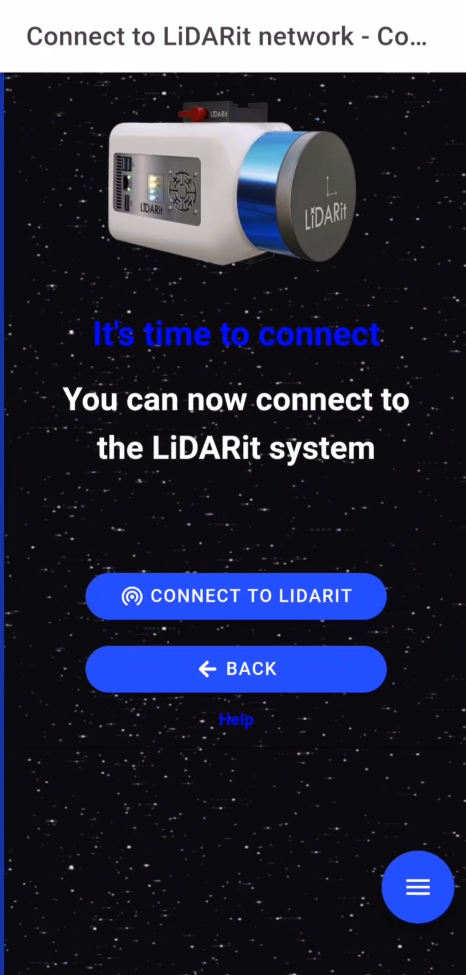 Connect to LiDARit network - Co...
LiDARit
LiDARit
LiDARit
It's time to connect
You can now connect to
the LiDARit system
CONNECT TO LIDARIT
BACK
Help